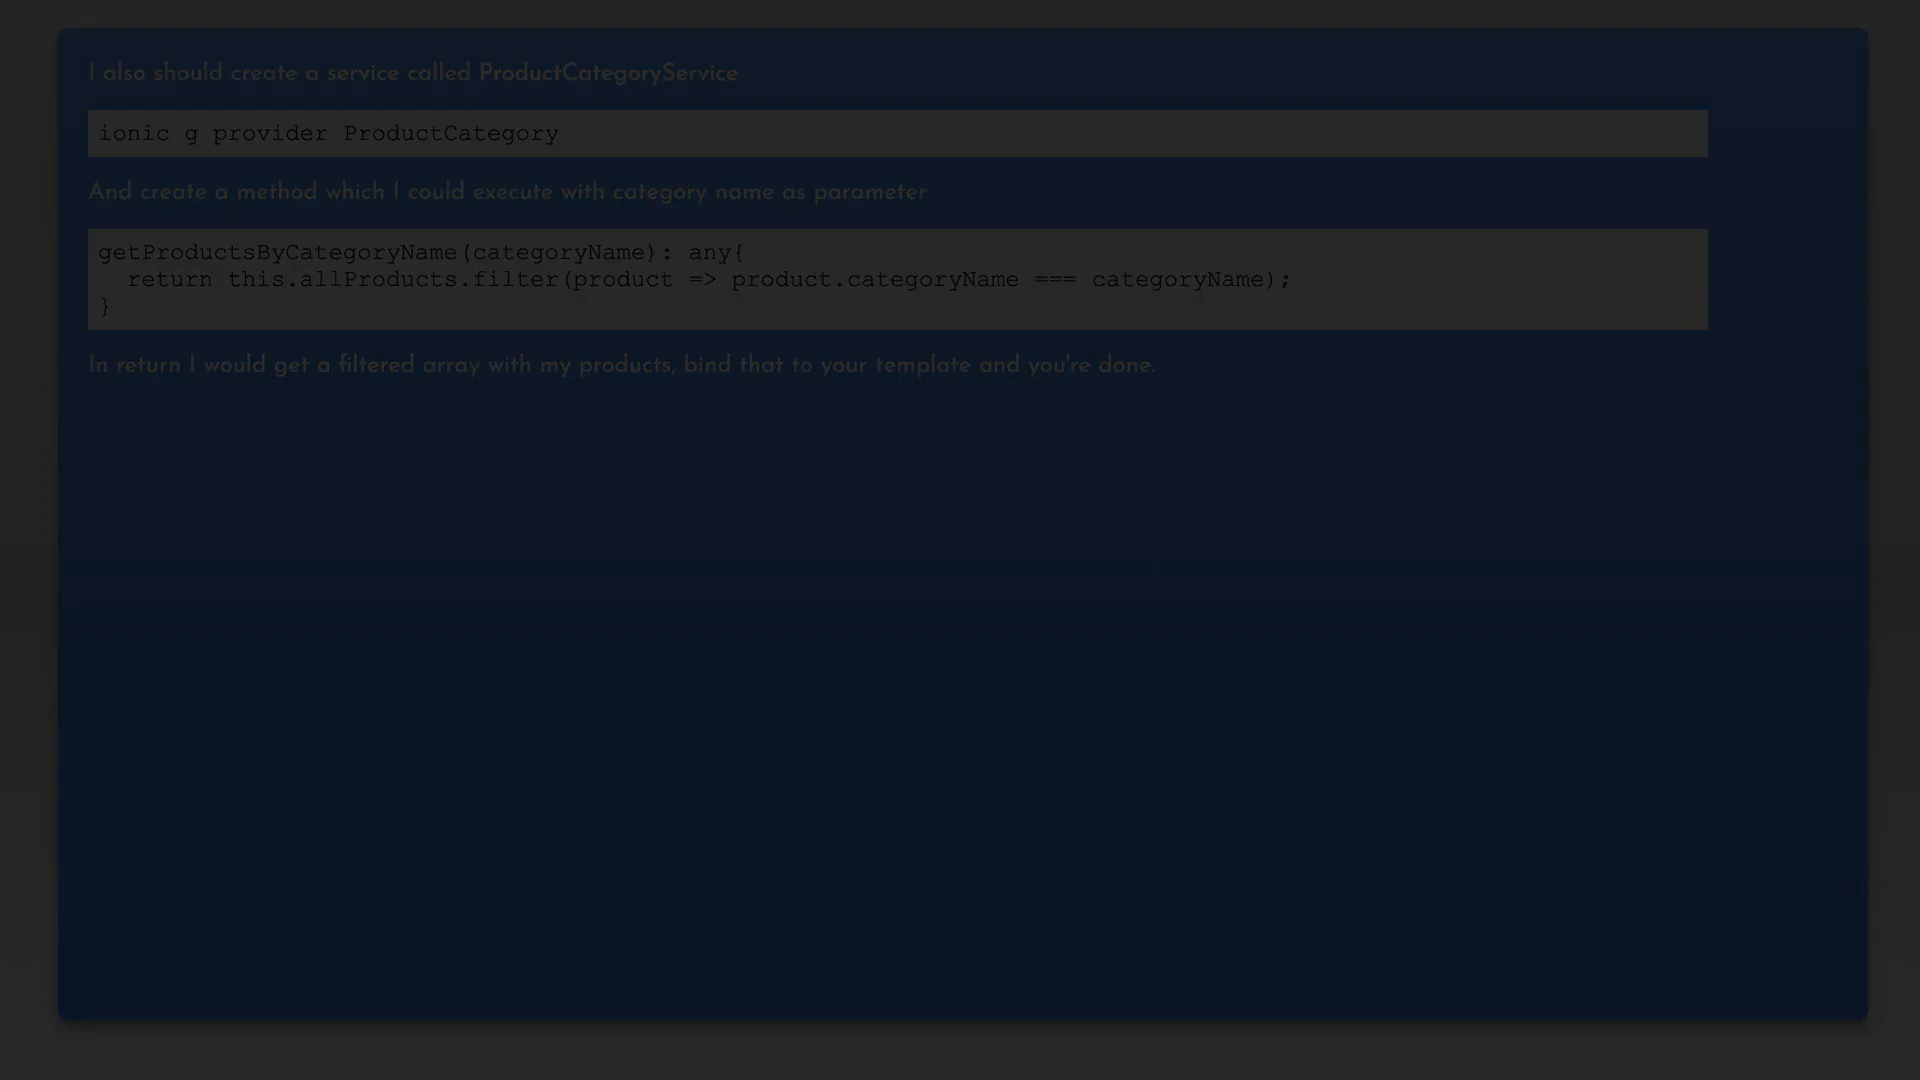 I also should create a service called ProductCategoryService
ionic g provider ProductCategory
And create a method which I could execute with category name as parameter
getProductsByCategoryName(categoryName): any{
  return this.allProducts.filter(product => product.categoryName === categoryName);
}
In return I would get a filtered array with my products, bind that to your template and you're done.